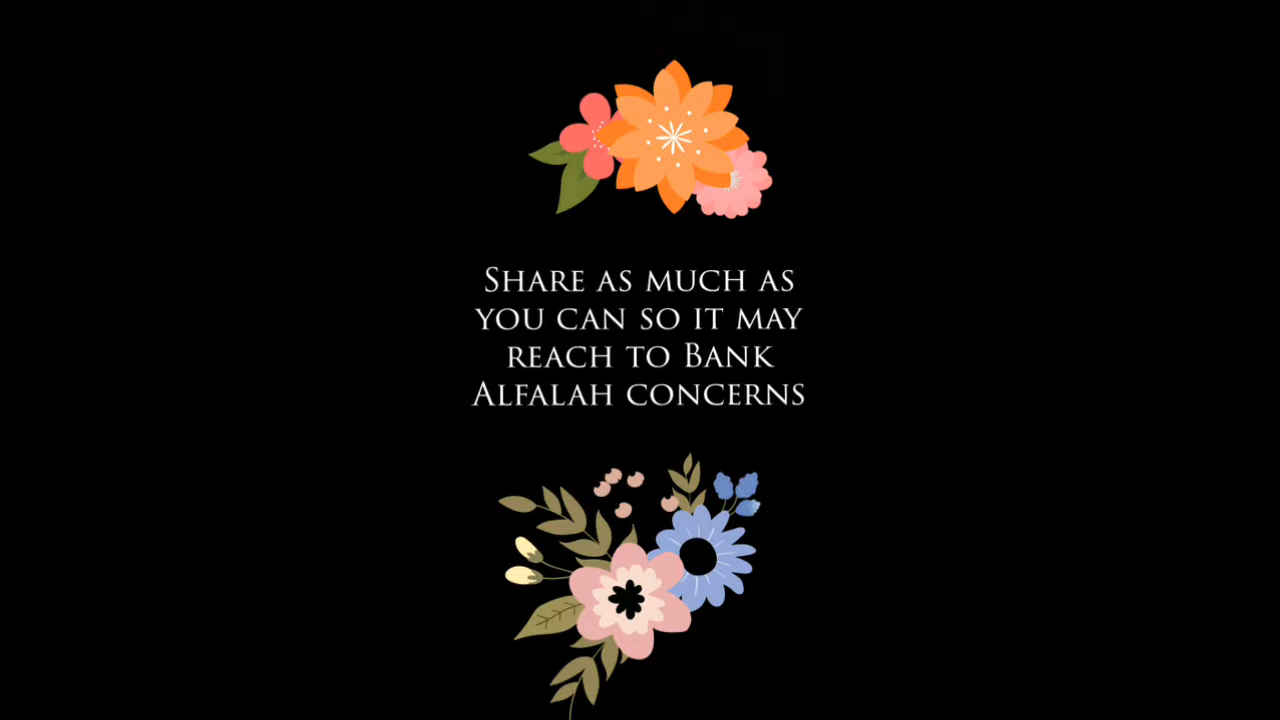 Share as much as
you can so it may
reach to Bank
Alfalah concerns